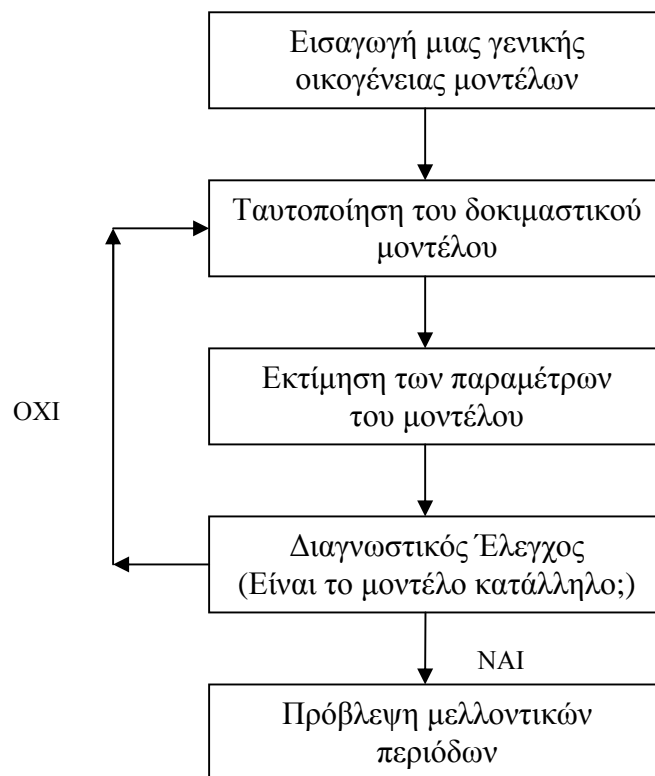 Εισαγωγή μιας γενικής
οικογένειας μοντέλων
Ταυτοποίηση του δοκιμαστικού
μοντέλου
Εκτίμηση των παραμέτρων
του μοντέλου
ΟΧΙ
Διαγνωστικός Έλεγχος
(Είναι το μοντέλο κατάλληλο;)
ΝΑΙ
Πρόβλεψη μελλοντικών
περιόδων